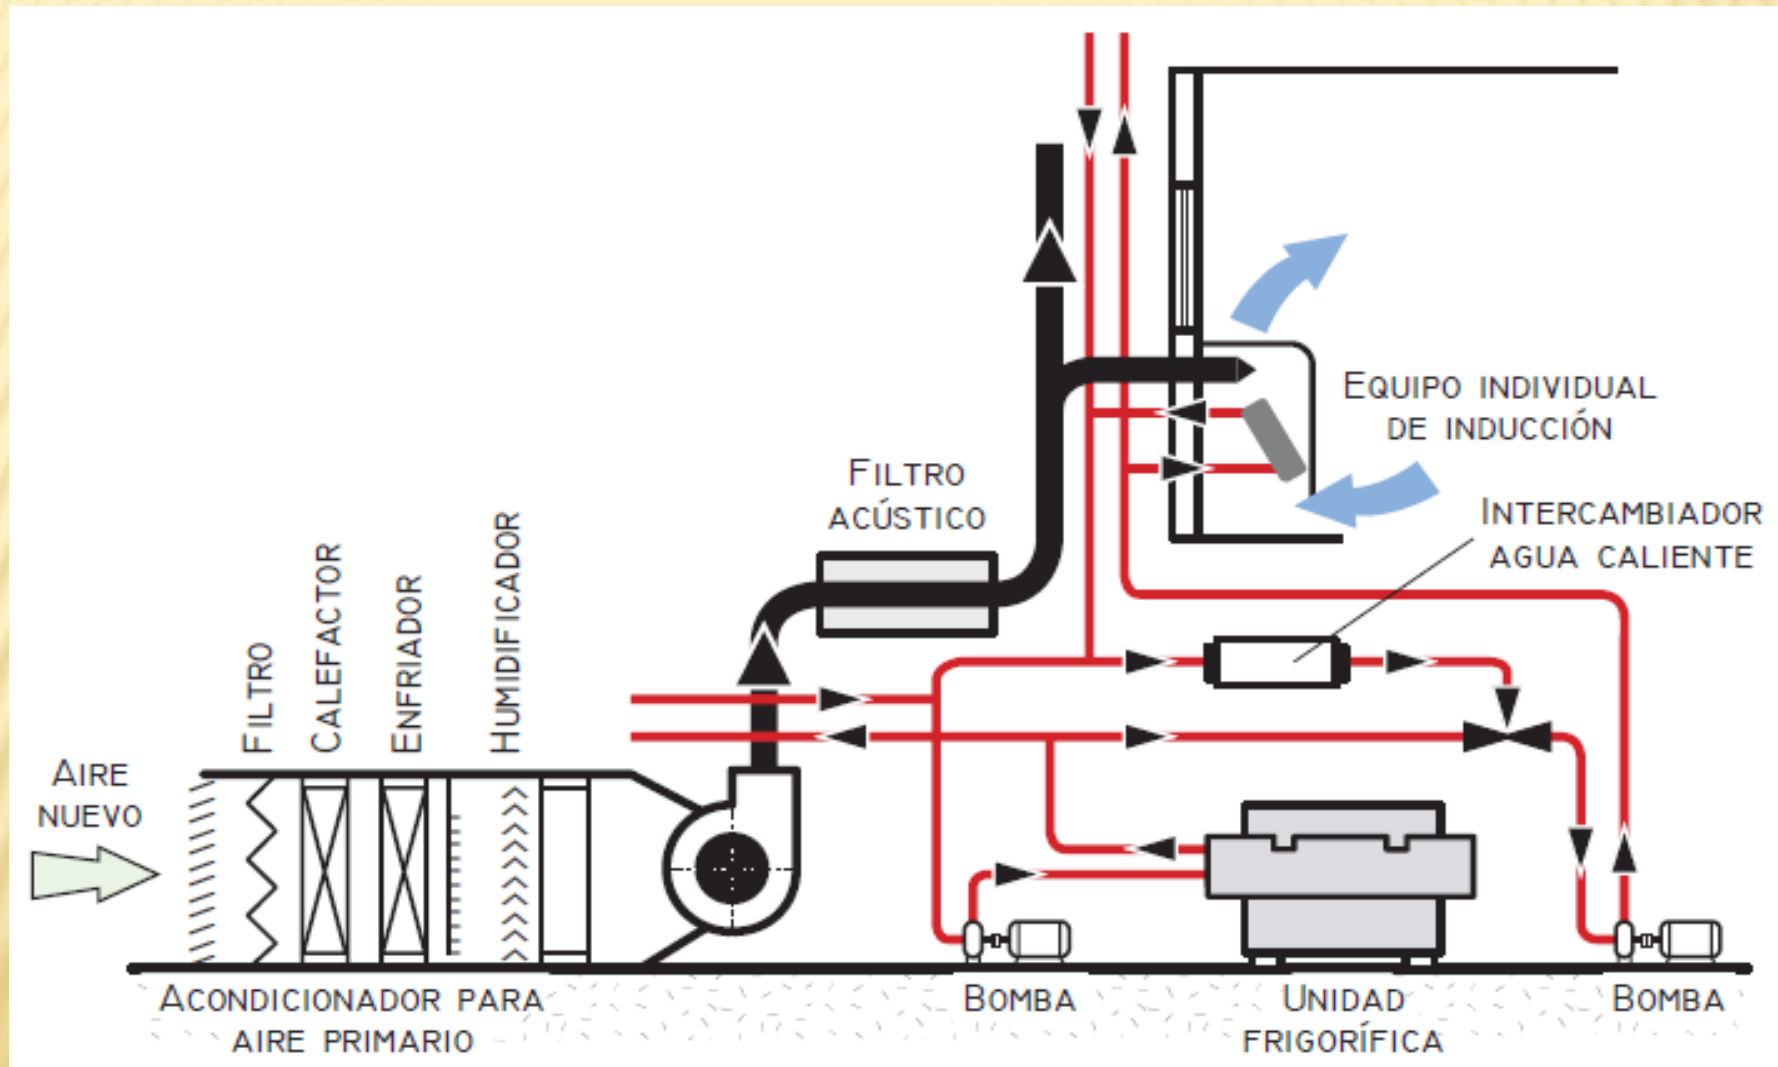 EQUIPO INDIVIDUAL
DE INDUCCIÓN
FILTRO
ACÚSTICO
INTERCAMBIADOR
AGUA CALIENTE
FILTRO
CALEFACTOR
ENFRIADOR
HUMIDIFICADOR
AIRE
NUEVO
ACONDICIONADOR PARA
AIRE PRIMARIO
BOMBA
UNIDAD
FRIGORÍFICA
BOMBA